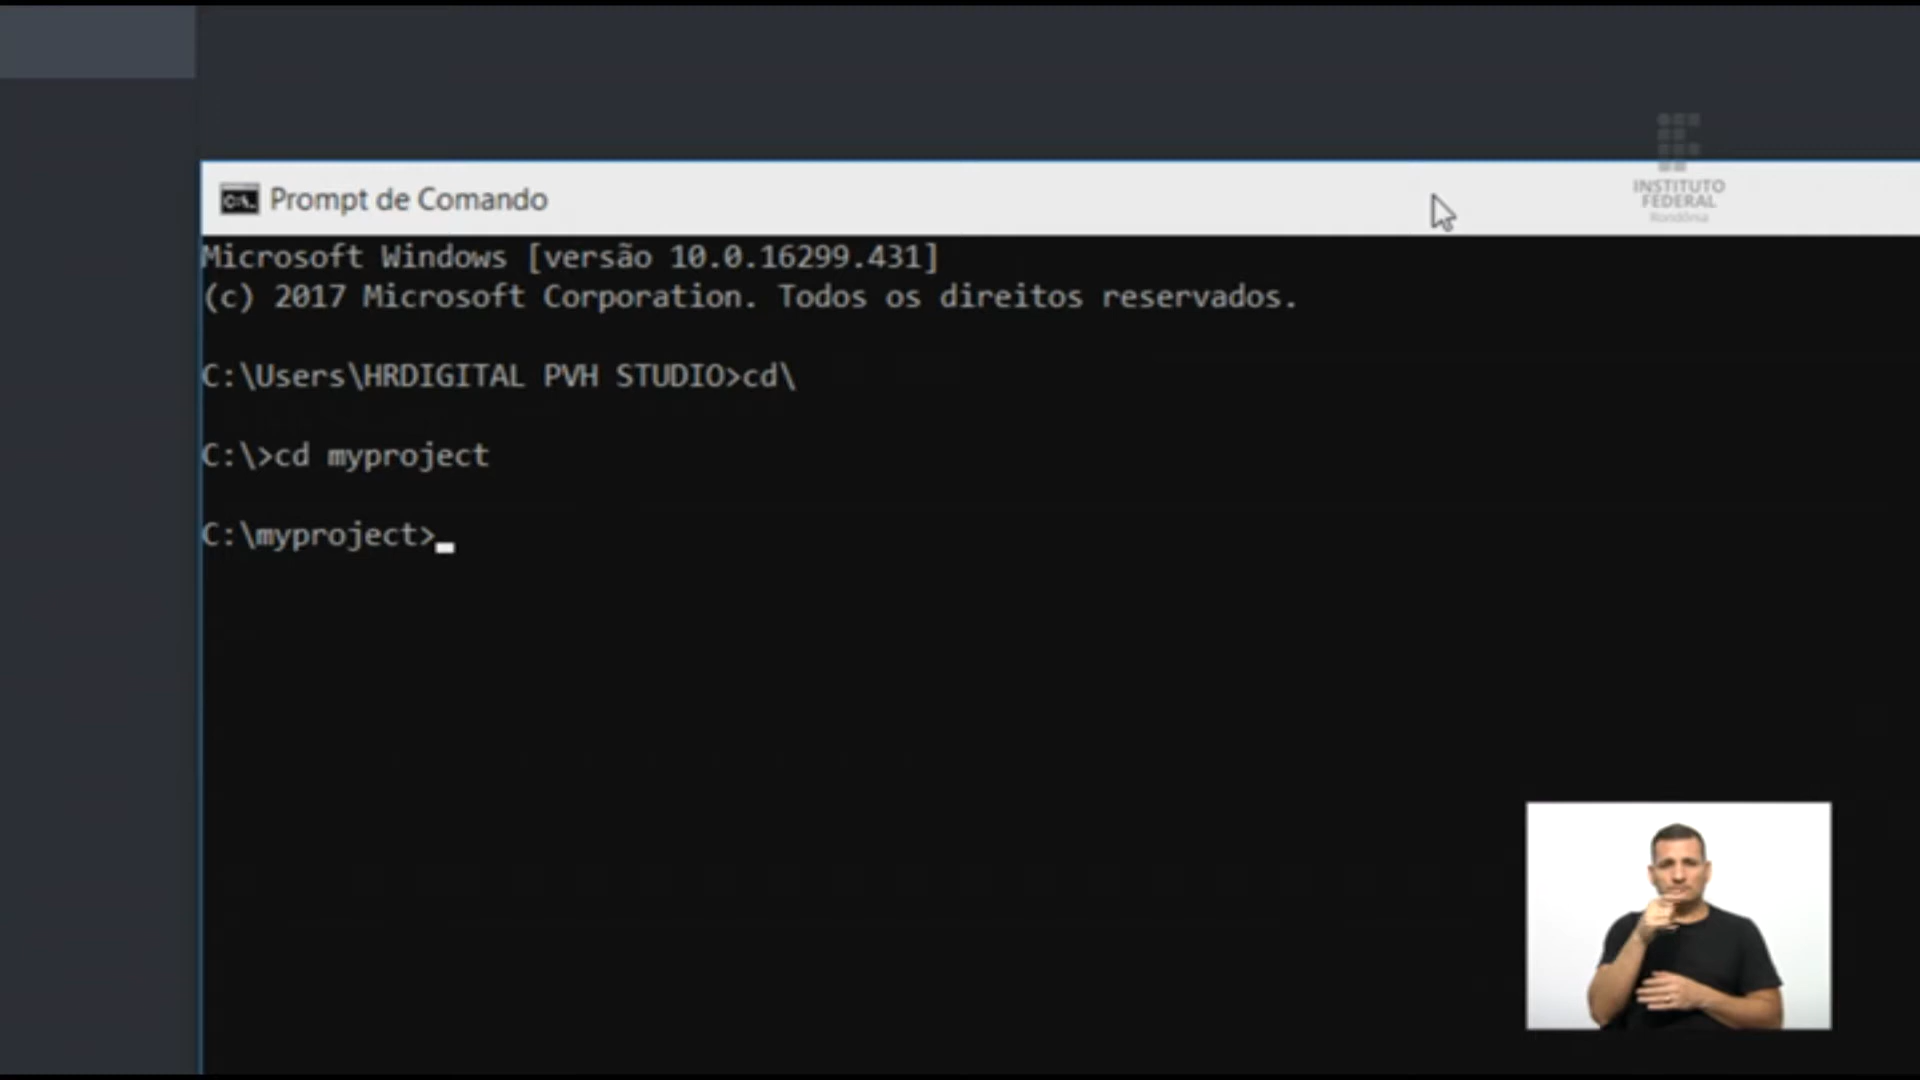 INSTITUTO
FEDERAL
Rondônia
Prompt de Comando
Microsoft Windows [versão 10.0.16299.431]
(c) 2017 Microsoft Corporation. Todos os direitos reservados.
C:\Users\HRDIGITAL PVH STUDIO>cd\
C:\>cd myproject
C:\myproject>